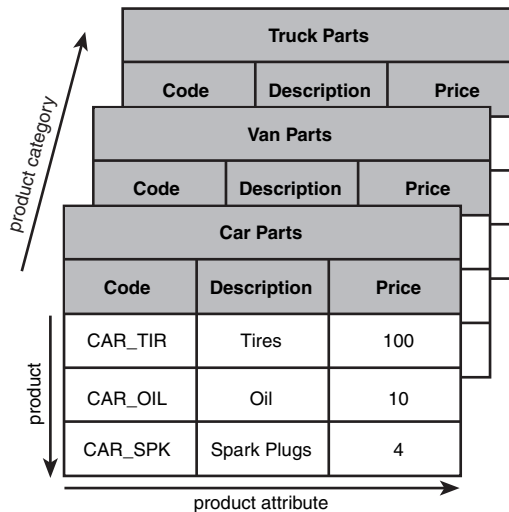 Truck Parts
Code Description Price
Van Parts
Code Description Price
Car Parts
Code Description Price
CAR_TIR Tires 100
CAR_OIL Oil 10
CAR_SPK Spark Plugs 4
product category
product
product attribute